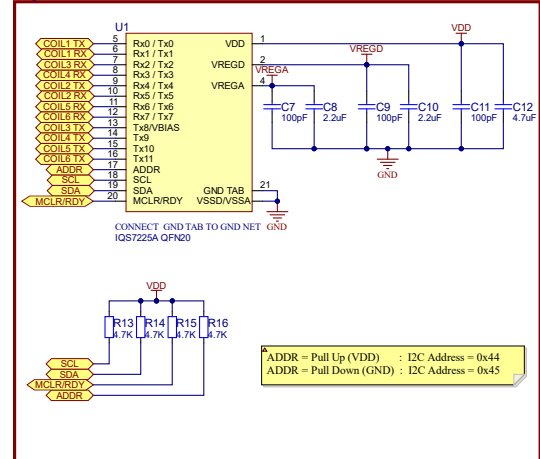 U1
COIL1 TX 5 Rx0 / Tx0 VDD 1 VDD
COIL1 RX 6 Rx1 / Tx1 VREGD
COIL3 RX 7 Rx2 / Tx2 VREGD 2
COIL4 RX 8 Rx3 / Tx3 VREGA
COIL4 TX 9 Rx4 / Tx4 VREGA 4
COIL2 RX 10 Rx5 / Tx5
COIL5 RX 11 Rx6 / Tx6 C7 C8 C9 C10 C11 C12
COIL6 RX 12 Rx7 / Tx7 100pF 2.2uF 100pF 2.2uF 100pF 4.7uF
COIL3 TX 13 Tx8/VBIAS
14 Tx9
COIL5 TX 15 Tx10
COIL6 TX 16 Tx11
ADDR 17 ADDR GND
SCL 18 SCL
SDA 19 SDA GND TAB 21
MCLR/RDY 20 MCLR/RDY VSSD/VSSA 3
CONNECT GND TAB TO GND NET GND
IQS7225A QFN20
VDD
R13 R14 R15 R16
4.7K 4.7K 4.7K 4.7K
SCL
SDA
MCLR/RDY
ADDR
ADDR = Pull Up (VDD) : I2C Address = 0x44
ADDR = Pull Down (GND) : I2C Address = 0x45